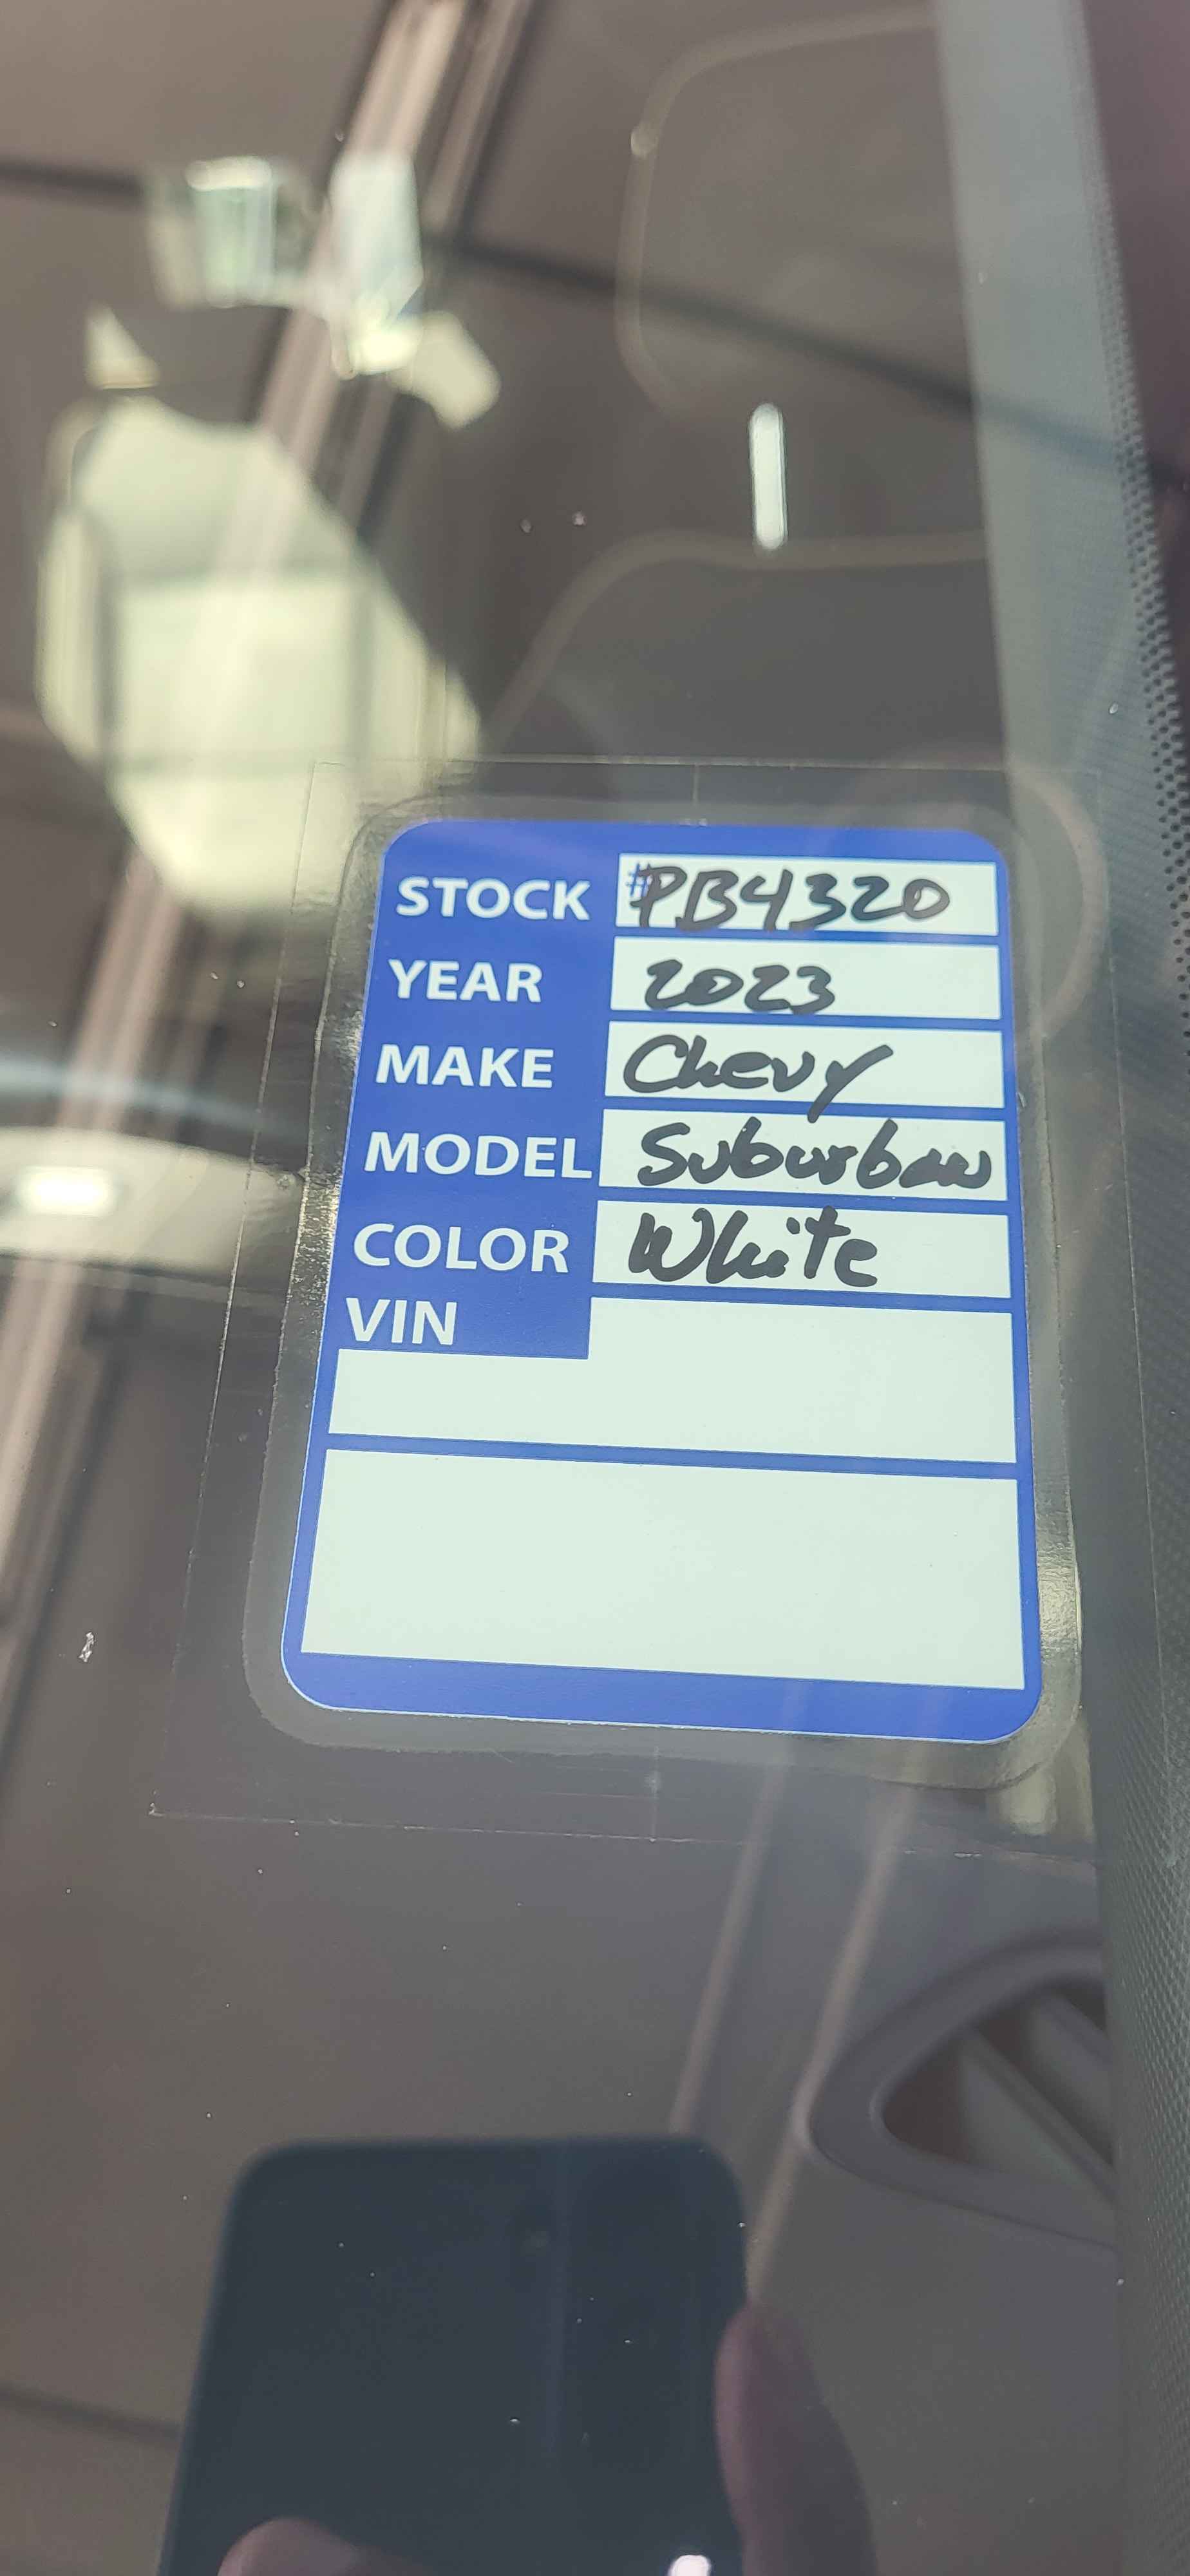 STOCK #PB4320
YEAR 2023
MAKE Chevy
MODEL Suburban
COLOR White
VIN